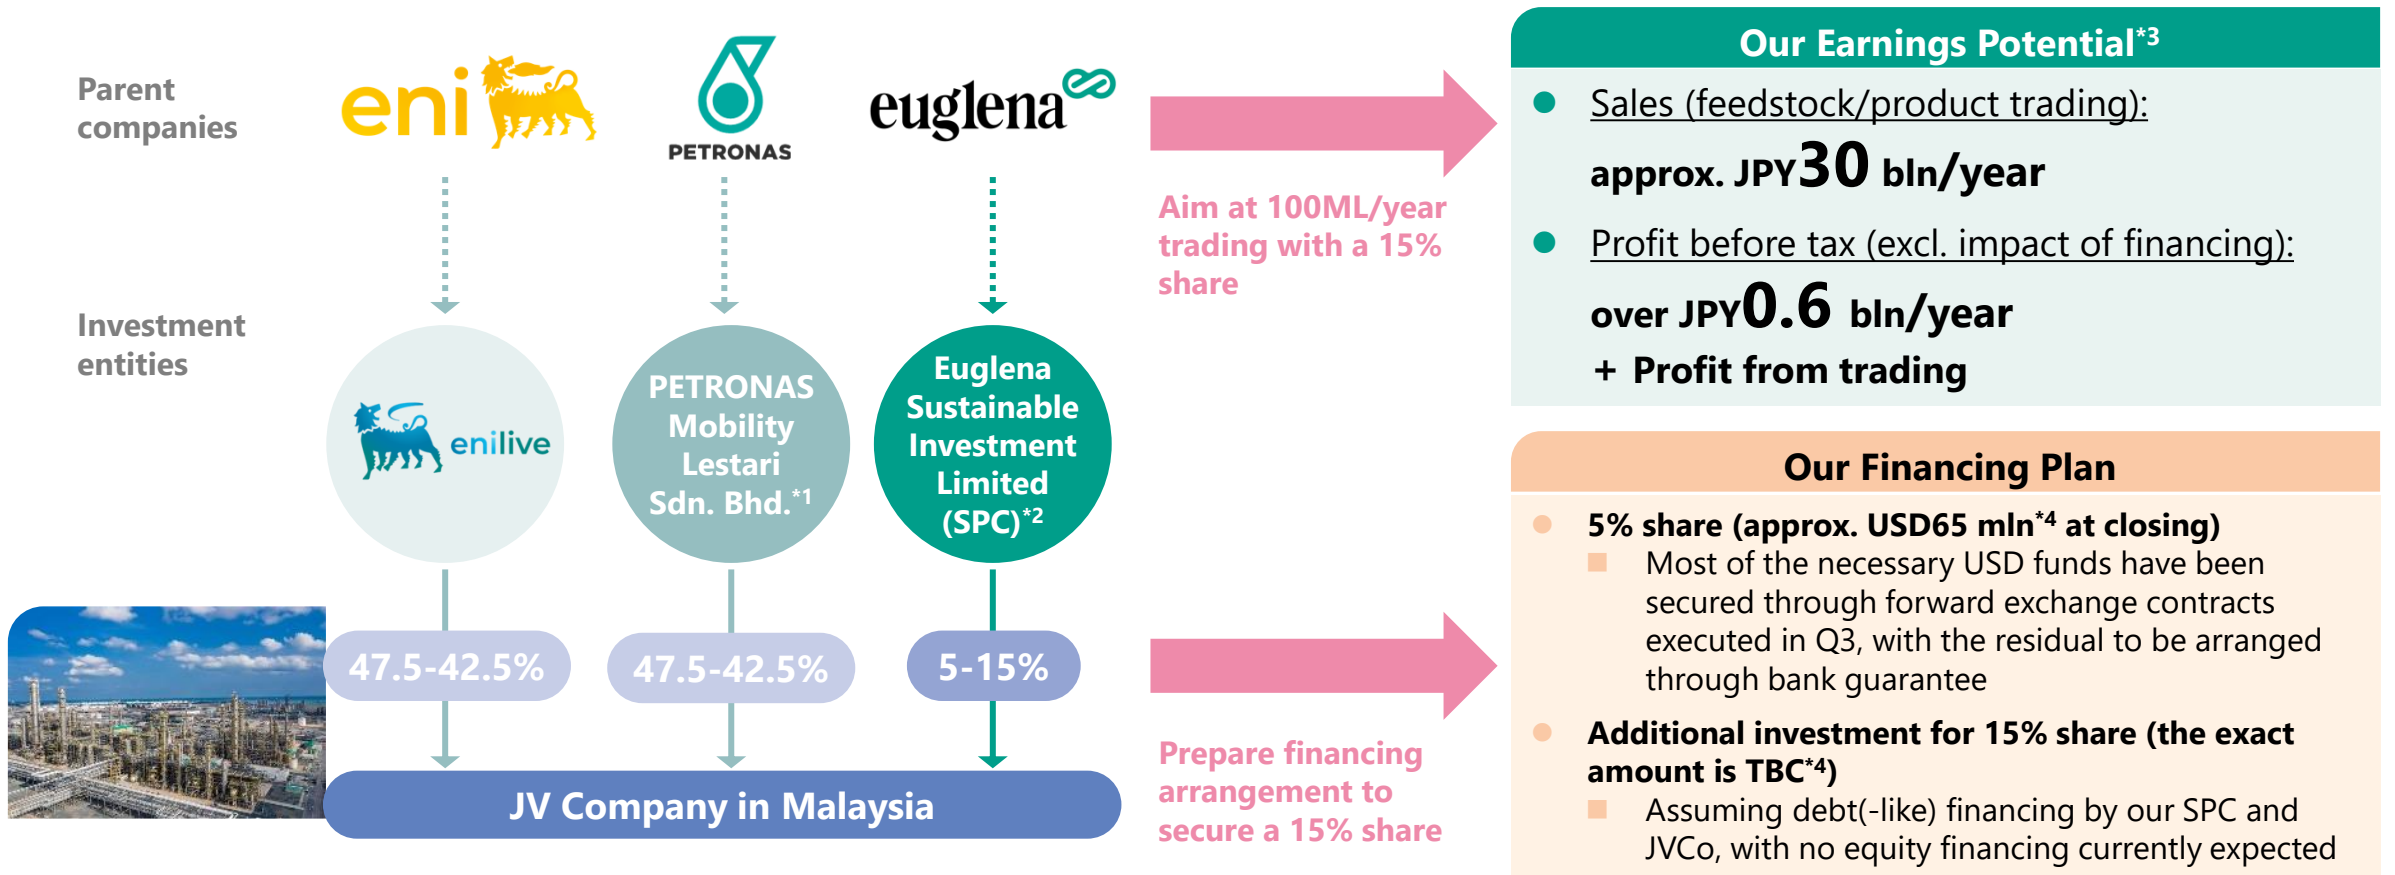 Parent
companies
eni
PETRONAS
euglena
Investment
entities
enilive
PETRONAS
Mobility
Lestari
Sdn. Bhd.*1
Euglena
Sustainable
Investment
Limited
(SPC)*2
47.5-42.5%
47.5-42.5%
5-15%
JV Company in Malaysia
Aim at 100ML/year
trading with a 15%
share
Prepare financing
arrangement to
secure a 15% share
Our Earnings Potential*3
Sales (feedstock/product trading):
approx. JPY30 bln/year
Profit before tax (excl. impact of financing):
over JPY0.6 bln/year
+ Profit from trading
Our Financing Plan
5% share (approx. USD65 mln*4 at closing)
Most of the necessary USD funds have been
secured through forward exchange contracts
executed in Q3, with the residual to be arranged
through bank guarantee
Additional investment for 15% share (the exact
amount is TBC*4)
Assuming debt(-like) financing by our SPC and
JVCo, with no equity financing currently expected